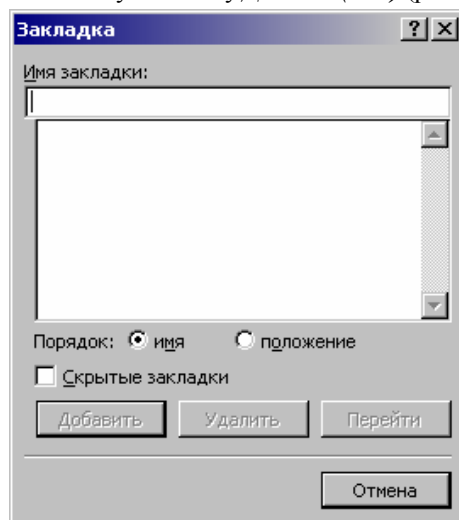 Закладка
Имя закладки:
Порядок: имя положение
Скрытые закладки
Добавить Удалить Перейти
Отмена